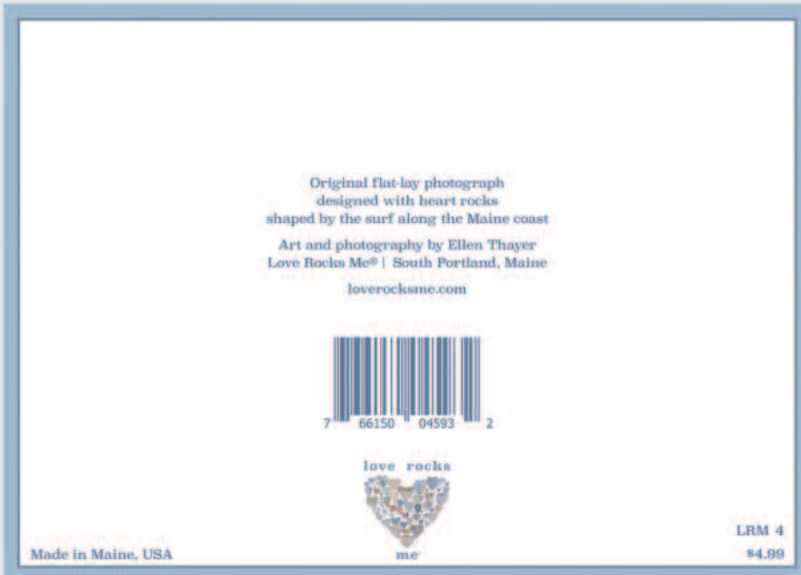 Original flat-lay photograph
designed with heart rocks
shaped by the surf along the Maine coast
Art and photography by Ellen Thayer
Love Rocks Me® | South Portland, Maine
loverocksme.com
7 66150 04593 2
love rocks
me
LRM 4
Made in Maine, USA
$4.99